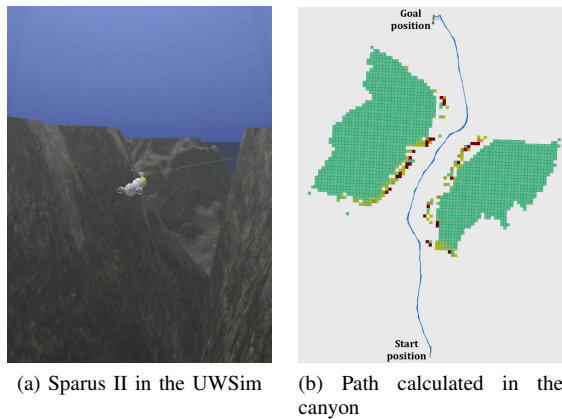 Goal
position
Start
position
(a) Sparus II in the UWSim
(b) Path calculated in the
canyon